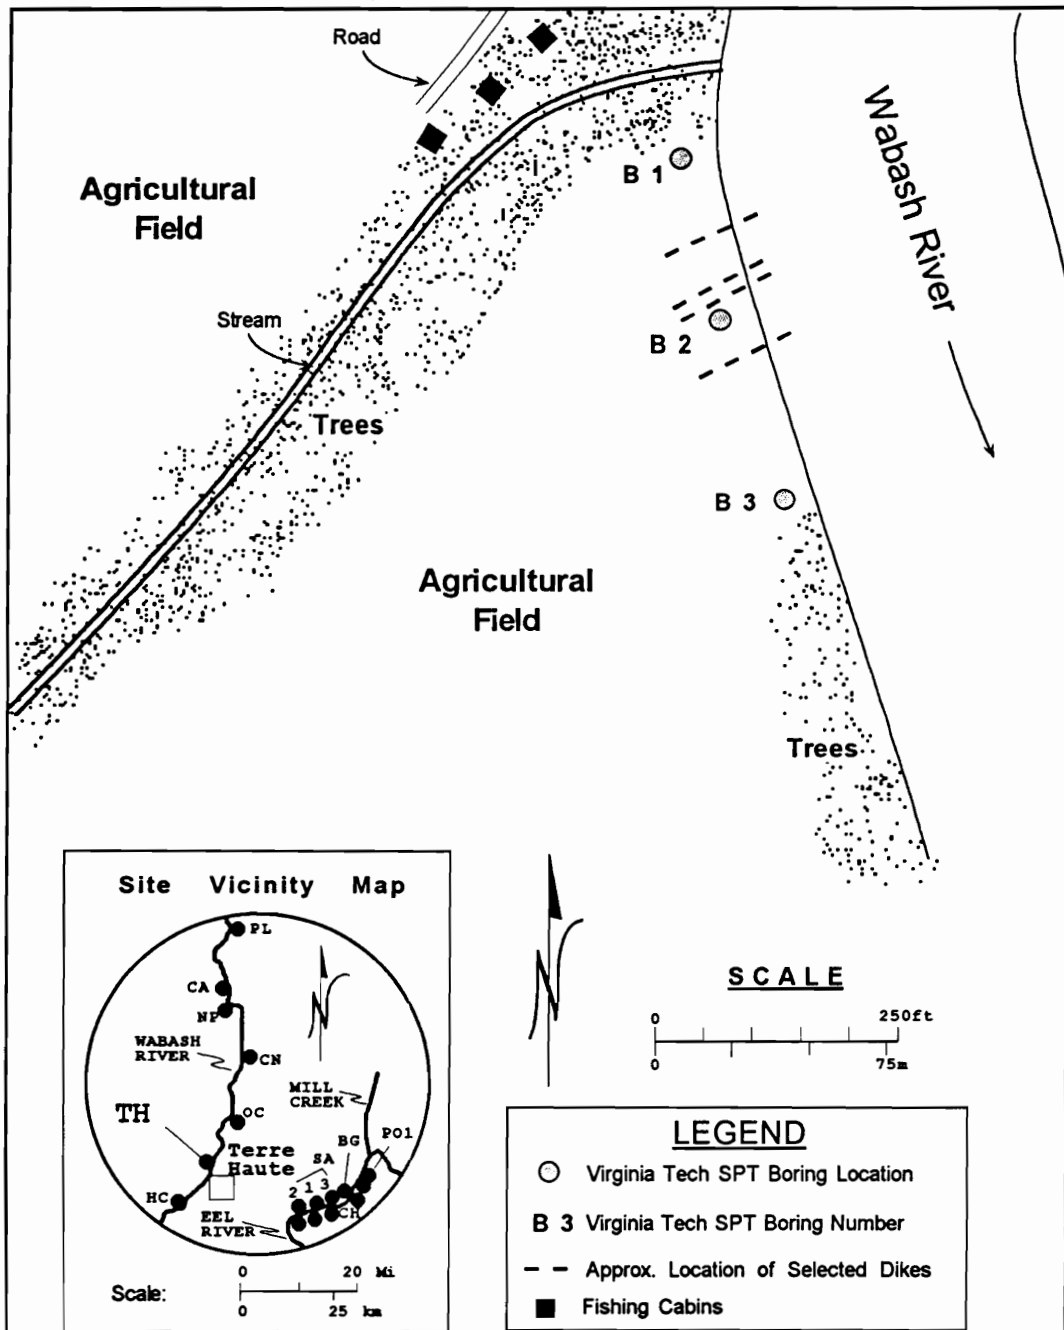 Road
Wabash River
B 1
Agricultural
Field
Stream
B 2
Trees
B 3
Agricultural
Field
Trees
Site Vicinity Map
PL
CA
NP
WABASH
RIVER
CN
MILL
CREEK
TH
OC
BG
PO1
Terre
Haute
SA
2 1 3
HC
CH
EEL
RIVER
0 20 Mi
Scale:
0 25 km
N
N
SCALE
0 250ft
0 75m
LEGEND
Virginia Tech SPT Boring Location
B 3 Virginia Tech SPT Boring Number
Approx. Location of Selected Dikes
Fishing Cabins